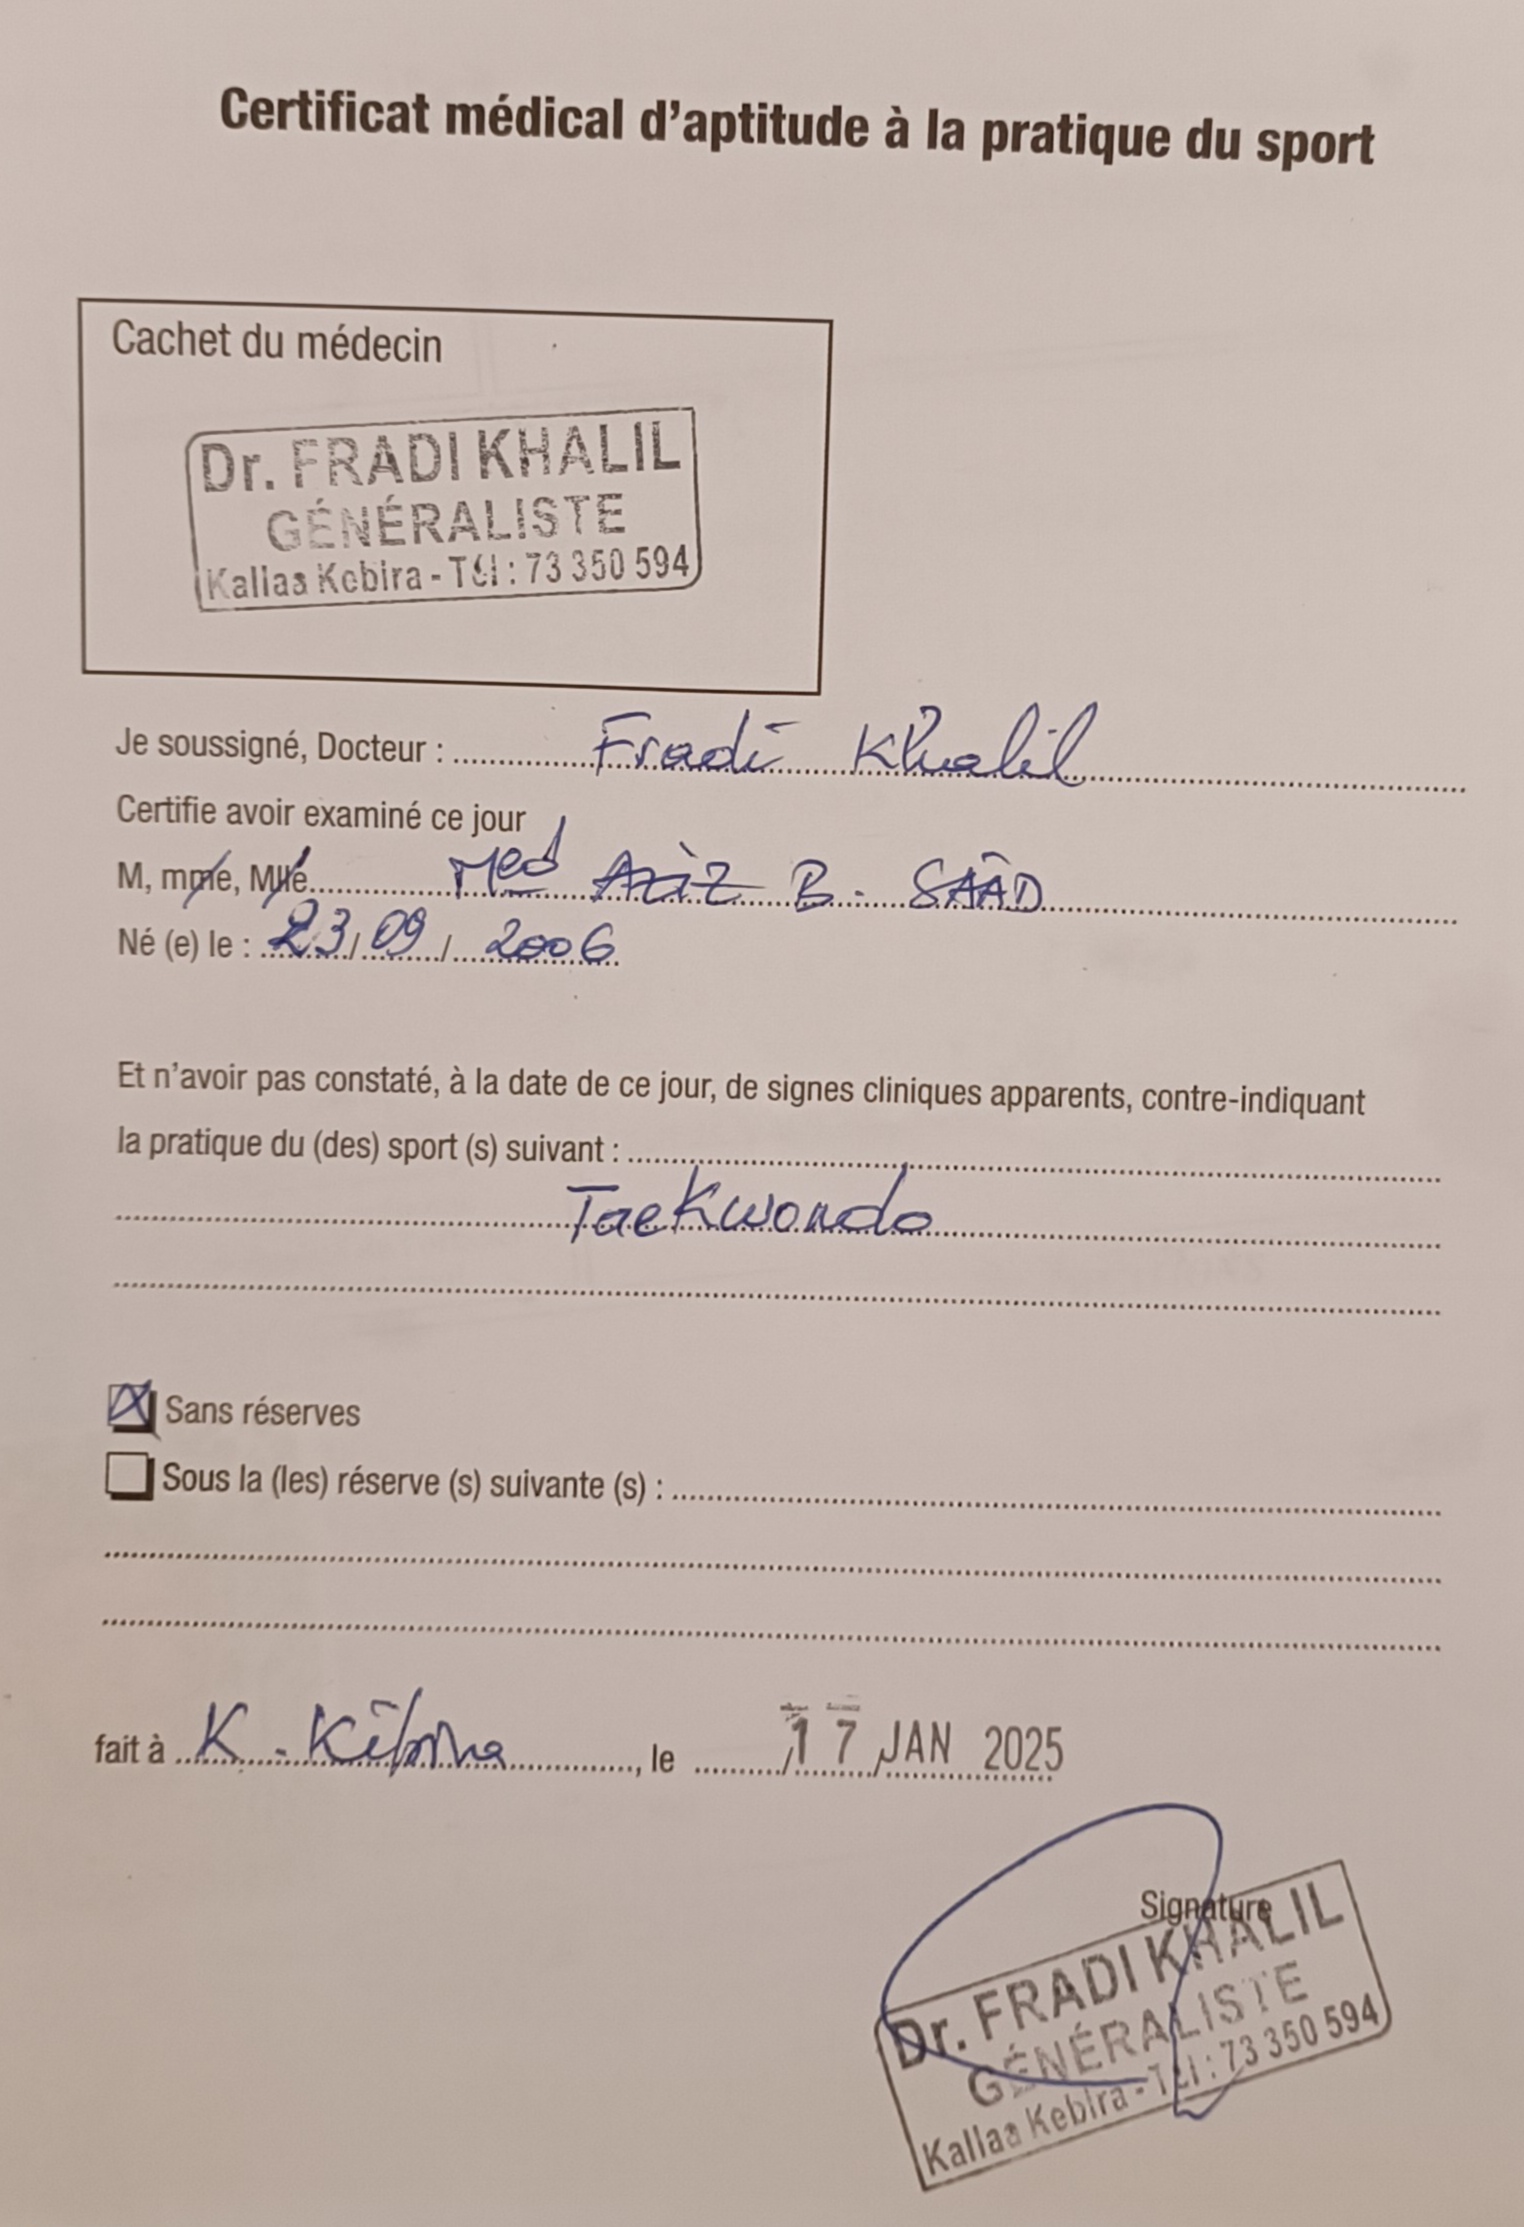 Certificat médical d'aptitude à la pratique du sport
Cachet du médecin
Dr. FRADI KHALIL
GÉNÉRALISTE
Kallaa Kebira - Tél : 73 350 594
Je soussigné, Docteur : Fradi Khalil
Certifie avoir examiné ce jour
M, mme, Mlle Med Aziz B. SAAD
Né (e) le : 23/09/2006
Et n'avoir pas constaté, à la date de ce jour, de signes cliniques apparents, contre-indiquant
la pratique du (des) sport (s) suivant :
Taekwondo
Sans réserves
Sous la (les) réserve (s) suivante (s) :
fait à K. Kibira, le 17 JAN 2025
Signature
Dr. FRADI KHALIL
GÉNÉRALISTE
Kallaa Kebira - Tél : 73 350 594